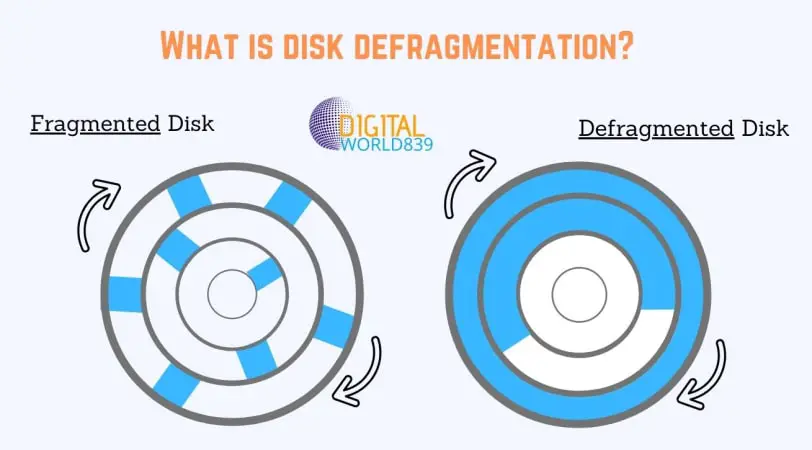 What is disk defragmentation?
Fragmented Disk
DIGITAL
WORLD839
Defragmented Disk